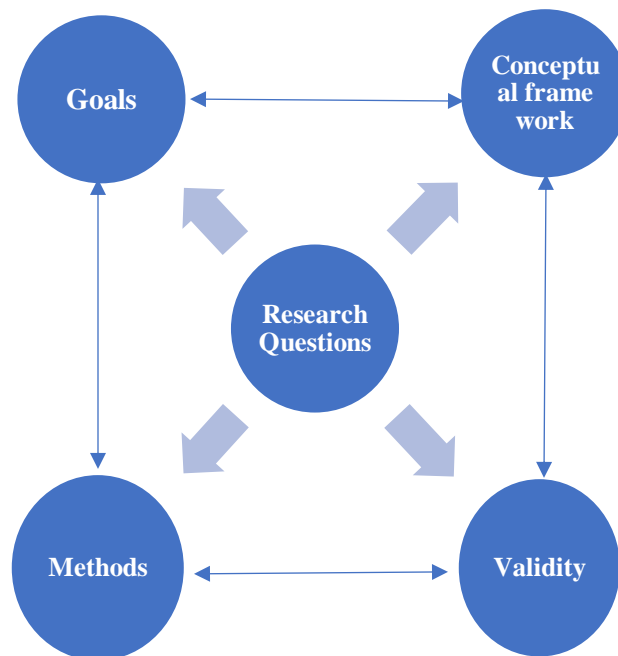 Goals
Conceptu
al frame
work
Research
Questions
Methods
Validity